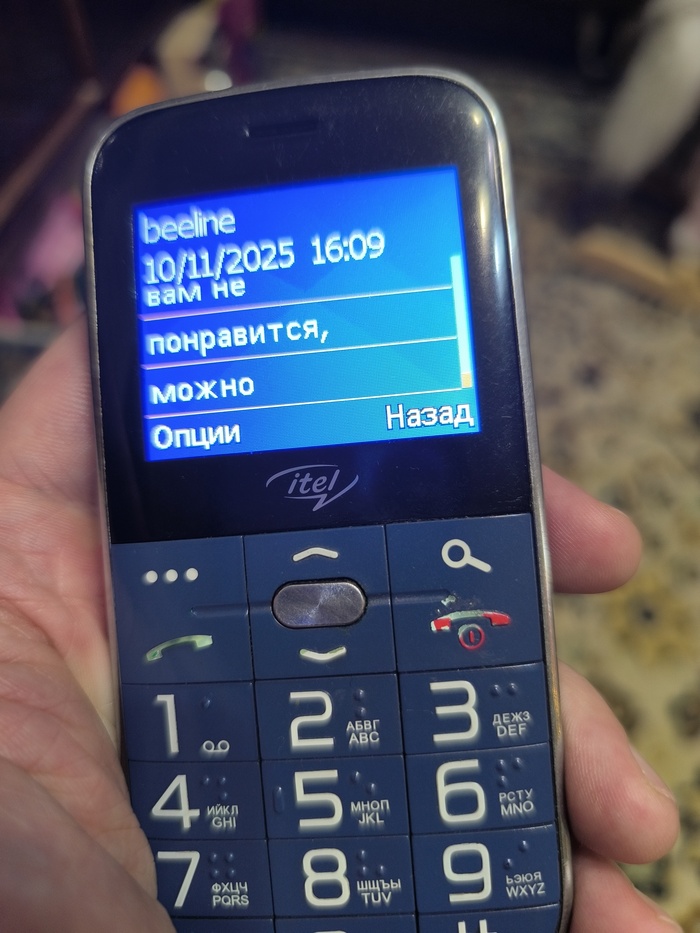 beeline
10/11/2025 16:09
вам не
понравится,
можно
Опции Назад
itel
1
2 АБВГ ABC
3 ДЕЖЗ DEF
4 ИЙКЛ GHI
5 МНОП JKL
6 РСТУ MNO
7 ФХЦЧ PQRS
8 ШЩЪЫ TUV
9 ЬЭЮЯ WXYZ